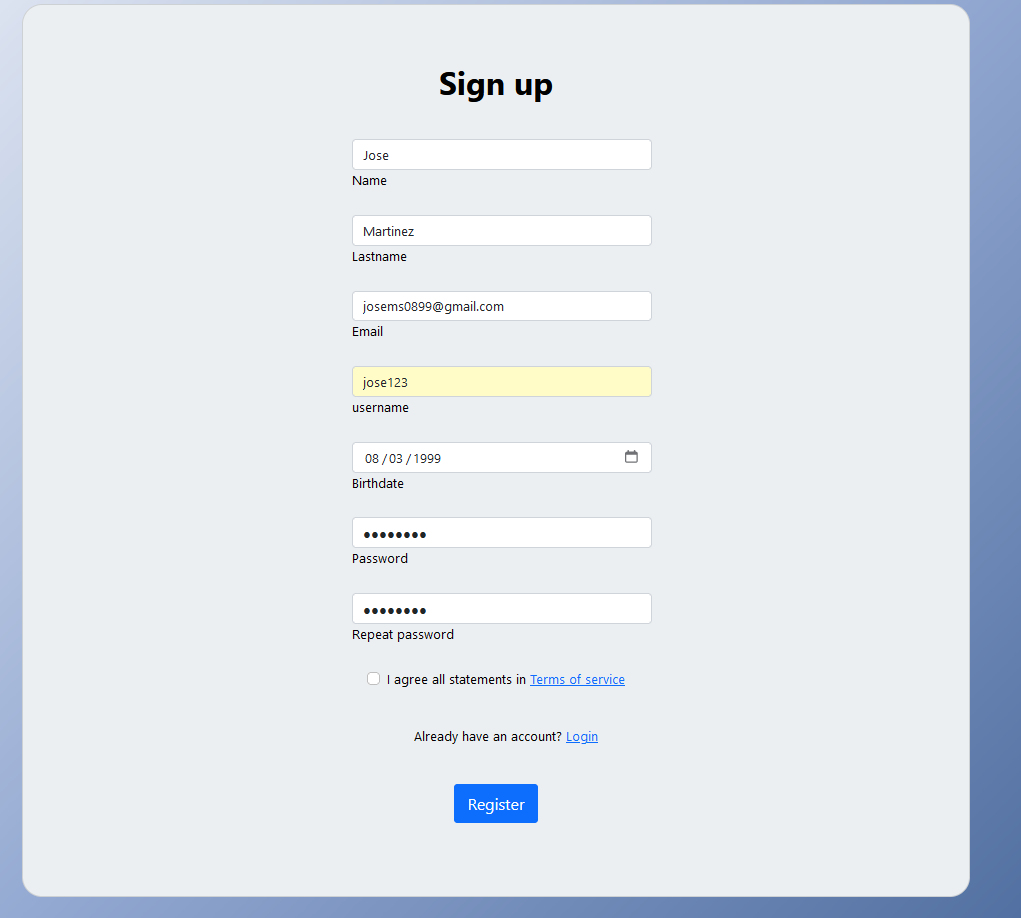 Sign up
Jose
Name
Martinez
Lastname
josems0899@gmail.com
Email
jose123
username
08 / 03 / 1999
Birthdate
••••••••
Password
••••••••
Repeat password
I agree all statements in Terms of service
Already have an account? Login
Register